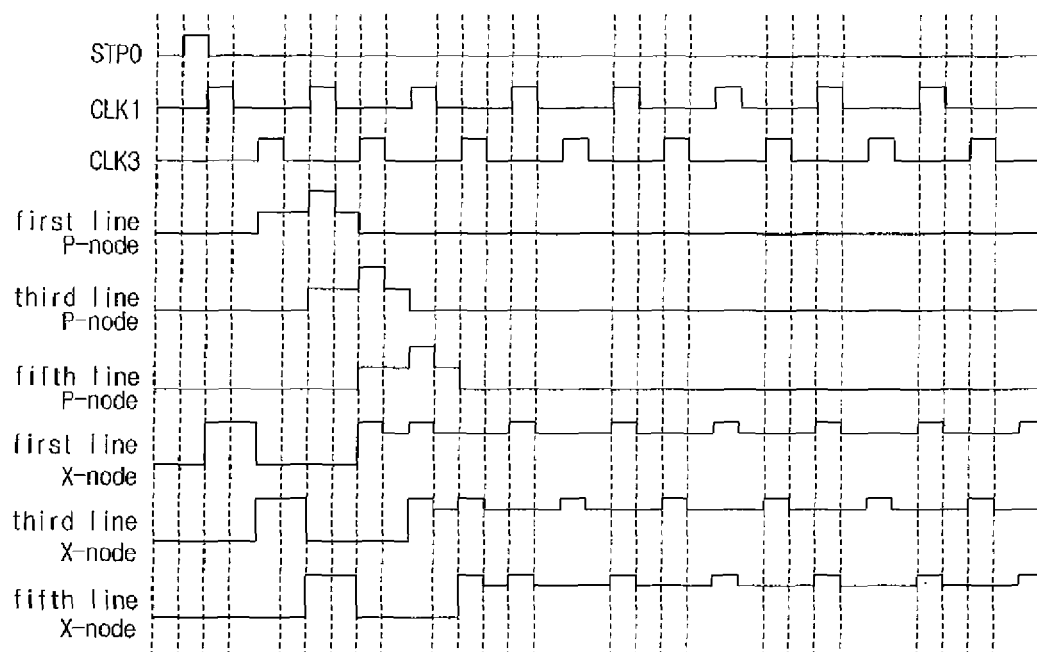 STP0
CLK1
CLK3
first line
P-node
third line
P-node
fifth line
P-node
first line
X-node
third line
X-node
fifth line
X-node